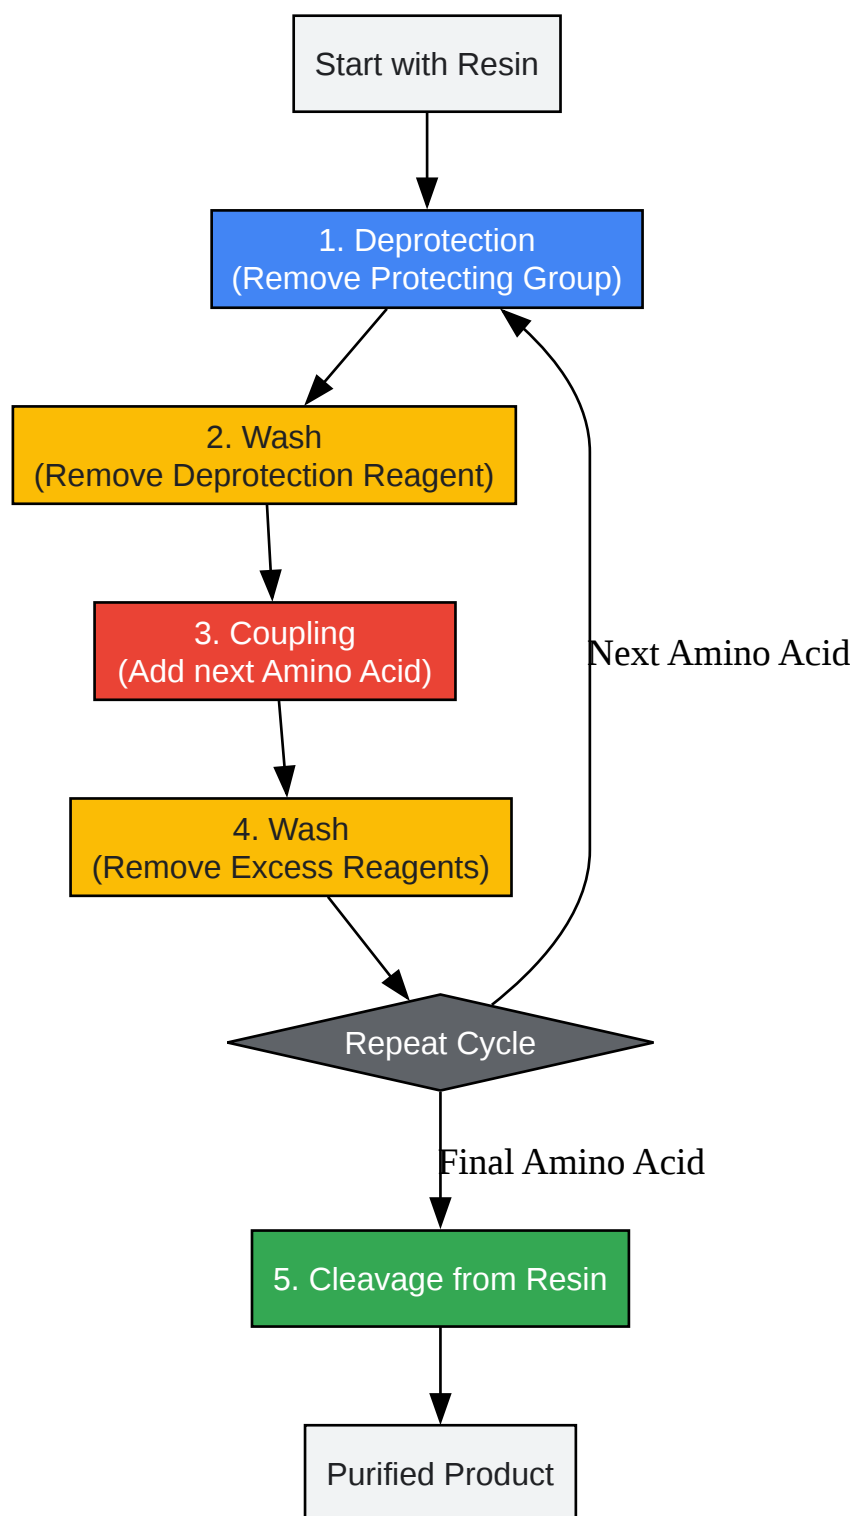 Start with Resin
1. Deprotection
(Remove Protecting Group)
2. Wash
(Remove Deprotection Reagent)
3. Coupling
(Add next Amino Acid)
Next Amino Acid
4. Wash
(Remove Excess Reagents)
Repeat Cycle
Final Amino Acid
5. Cleavage from Resin
Purified Product